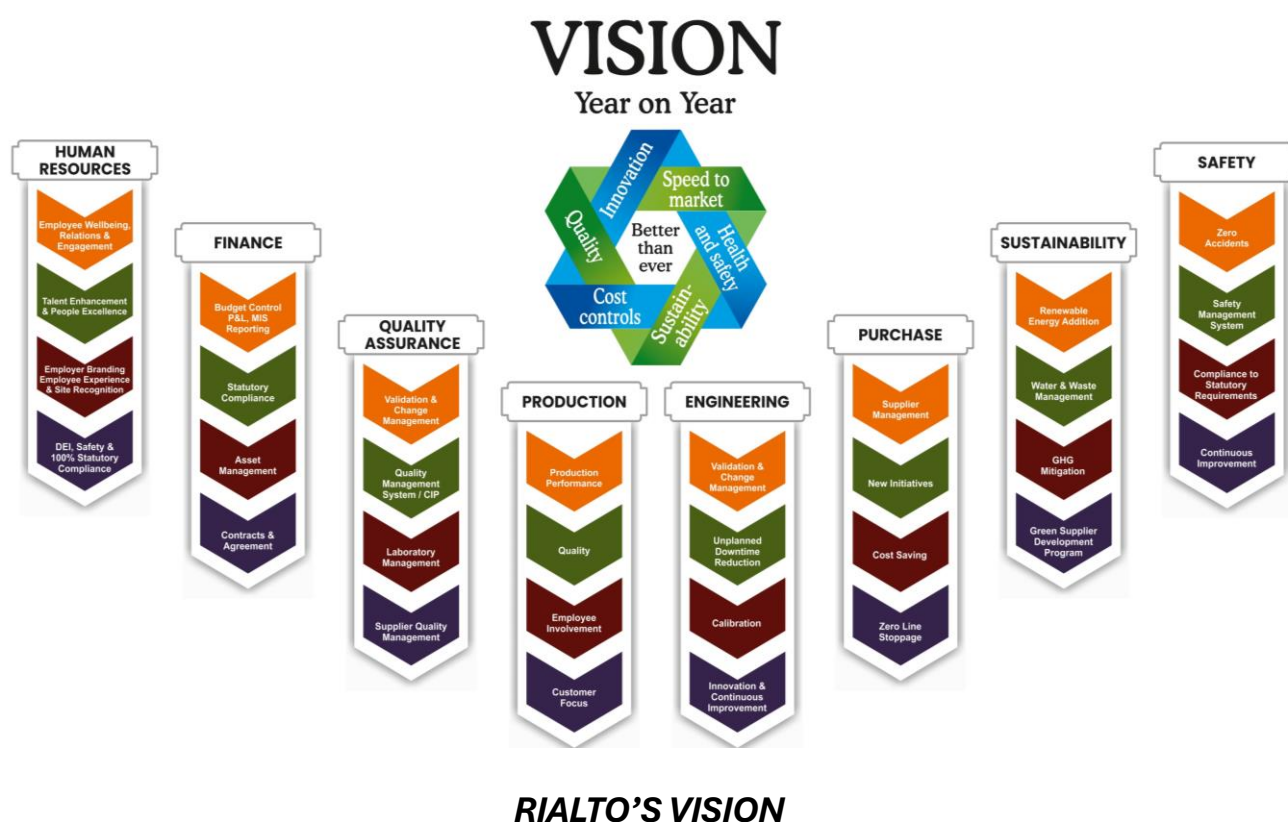 VISION
Year on Year
Innovation
Speed to
market
Health
and safety
Sustain-
ability
Cost
controls
Quality
Better
than
ever
HUMAN
RESOURCES
Employee Wellbeing,
Relations &
Engagement
Talent Enhancement
& People Excellence
Employer Branding
Employee Experience
& Site Recognition
DEI, Safety &
100% Statutory
Compliance
FINANCE
Budget Control
P&L, MIS
Reporting
Statutory
Compliance
Asset
Management
Contracts &
Agreement
QUALITY
ASSURANCE
Validation &
Change
Management
Quality
Management
System / CIP
Laboratory
Management
Supplier Quality
Management
PRODUCTION
Production
Performance
Quality
Employee
Involvement
Customer
Focus
ENGINEERING
Validation &
Change
Management
Unplanned
Downtime
Reduction
Calibration
Innovation &
Continuous
Improvement
PURCHASE
Supplier
Management
New Initiatives
Cost Saving
Zero Line
Stoppage
SUSTAINABILITY
Renewable
Energy Addition
Water & Waste
Management
GHG
Mitigation
Green Supplier
Development
Program
SAFETY
Zero
Accidents
Safety
Management
System
Compliance to
Statutory
Requirements
Continuous
Improvement
RIALTO’S VISION